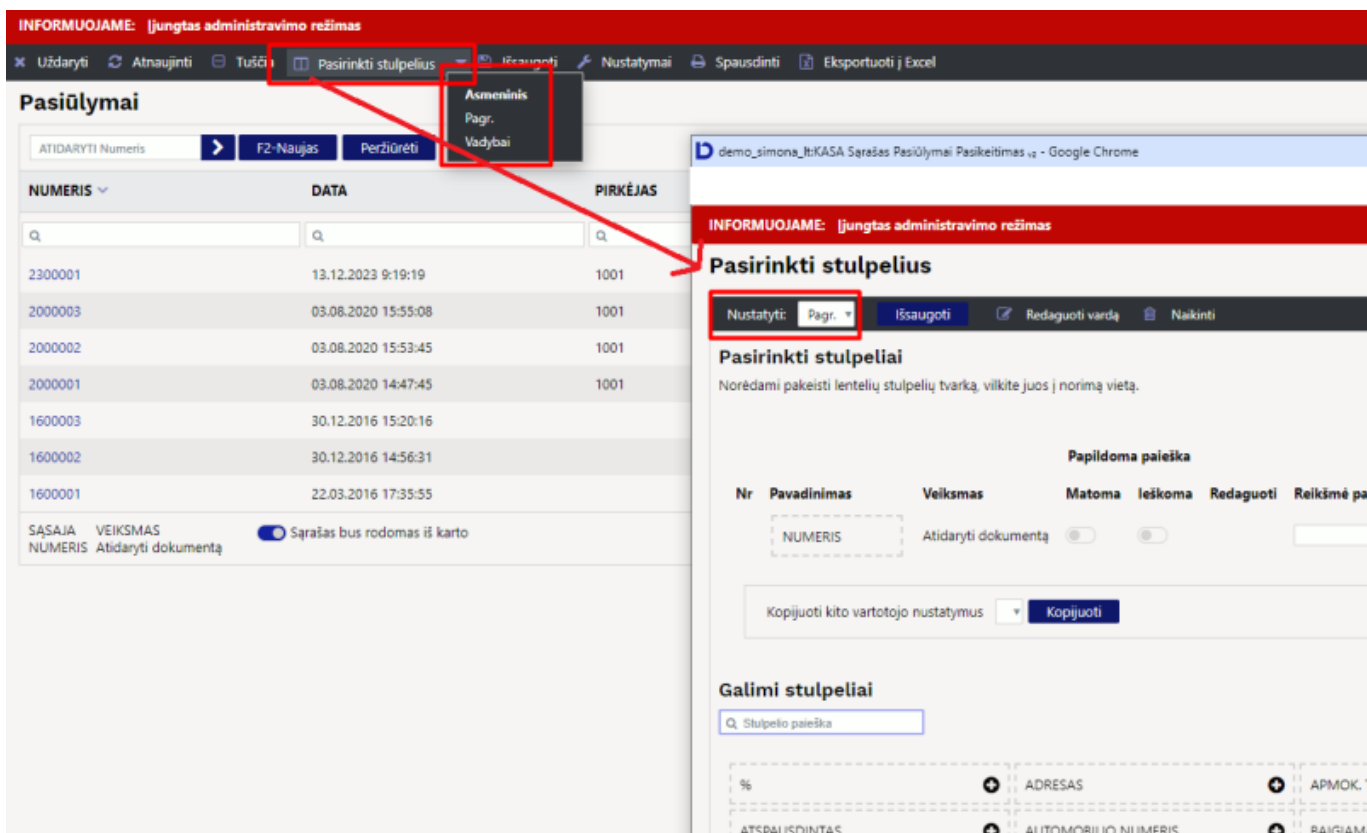 INFORMUOJAME: Įjungtas administravimo režimas
Uždaryti Atnaujinti Tuščia Pasirinkti stulpelius Išsaugoti Nustatymai Spausdinti Eksportuoti į Excel
Asmeninis
Pagr.
Vadybai
Pasiūlymai
ATIDARYTI Numeris F2-Naujas Peržiūrėti
NUMERIS DATA PIRKĖJAS
2300001 13.12.2023 9:19:19 1001
2000003 03.08.2020 15:55:08 1001
2000002 03.08.2020 15:53:45 1001
2000001 03.08.2020 14:47:45 1001
1600003 30.12.2016 15:20:16
1600002 30.12.2016 14:56:31
1600001 22.03.2016 17:35:55
SĄSAJA VEIKSMAS
NUMERIS Atidaryti dokumentą
Sąrašas bus rodomas iš karto
demo_simona_lt:KASA Sąrašas Pasiūlymai Pasikeitimas v2 - Google Chrome
INFORMUOJAME: Įjungtas administravimo režimas
Pasirinkti stulpelius
Nustatyti: Pagr. Išsaugoti Redaguoti vardą Naikinti
Pasirinkti stulpeliai
Norėdami pakeisti lentelių stulpelių tvarką, vilkite juos į norimą vietą.
Papildoma paieška
Nr Pavadinimas Veiksmas Matoma Ieškoma Redaguoti Reikšmė pa
NUMERIS Atidaryti dokumentą
Kopijuoti kito vartotojo nustatymus Kopijuoti
Galimi stulpeliai
Stulpelio paieška
% ADRESAS APMOK.
ATSPAUSDINTAS AUTOMOBILIO NUMERIS BAIGIAM